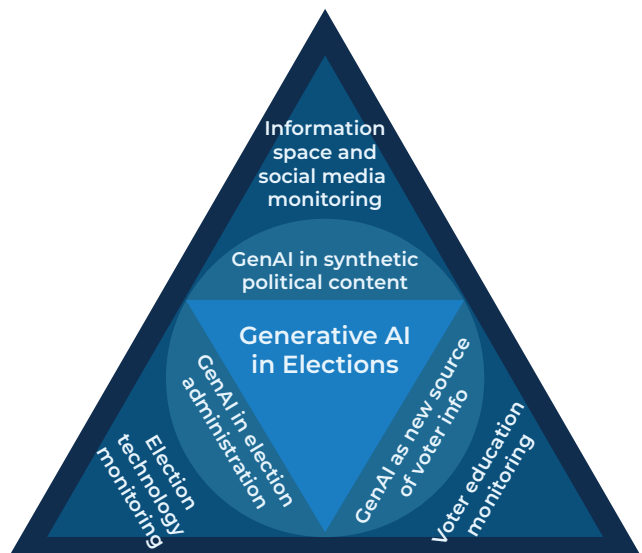 Information
space and
social media
monitoring
GenAI in synthetic
political content
Generative AI
in Elections
GenAI in election
administration
GenAI as new source
of voter info
Election
technology
monitoring
Voter education
monitoring